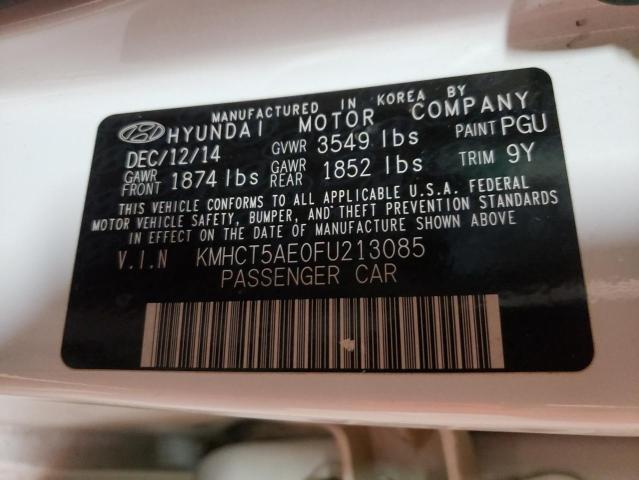 MANUFACTURED IN KOREA BY
HYUNDAI MOTOR COMPANY
DEC/12/14 GVWR 3549 lbs PAINT PGU
GAWR FRONT 1874 lbs GAWR REAR 1852 lbs TRIM 9Y
THIS VEHICLE CONFORMS TO ALL APPLICABLE U.S.A. FEDERAL
MOTOR VEHICLE SAFETY, BUMPER, AND THEFT PREVENTION STANDARDS
IN EFFECT ON THE DATE OF MANUFACTURE SHOWN ABOVE
V.I.N KMHCT5AE0FU213085
PASSENGER CAR